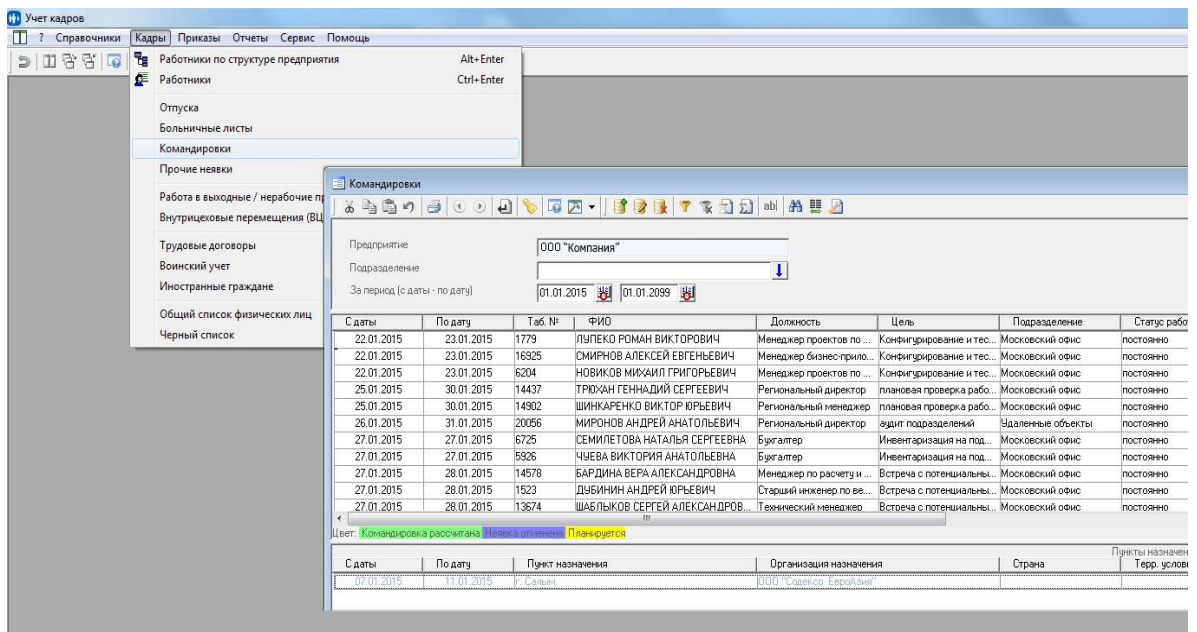 Учет кадров
? Справочники Кадры Приказы Отчеты Сервис Помощь
Работники по структуре предприятия Alt+Enter
Работники Ctrl+Enter
Отпуска
Больничные листы
Командировки
Прочие неявки
Работа в выходные / нерабочие пр
Внутрицеховые перемещения (ВЦ
Трудовые договоры
Воинский учет
Иностранные граждане
Общий список физических лиц
Черный список
Командировки
ab|
Предприятие ООО "Компания"
Подразделение
За период (с даты - по дату) 01.01.2015 01.01.2099
С даты По дату Таб. № ФИО Должность Цель Подразделение Статус рабо
22.01.2015 23.01.2015 1779 ЛУПЕКО РОМАН ВИКТОРОВИЧ Менеджер проектов по ... Конфигурирование и тес... Московский офис постоянно
22.01.2015 23.01.2015 16925 СМИРНОВ АЛЕКСЕЙ ЕВГЕНЬЕВИЧ Менеджер бизнес-прило... Конфигурирование и тес... Московский офис постоянно
22.01.2015 23.01.2015 6204 НОВИКОВ МИХАИЛ ГРИГОРЬЕВИЧ Менеджер проектов по ... Конфигурирование и тес... Московский офис постоянно
25.01.2015 30.01.2015 14437 ТРЮХАН ГЕННАДИЙ СЕРГЕЕВИЧ Региональный директор плановая проверка рабо... Московский офис постоянно
25.01.2015 30.01.2015 14902 ШИНКАРЕНКО ВИКТОР ЮРЬЕВИЧ Региональный менеджер плановая проверка рабо... Московский офис постоянно
26.01.2015 31.01.2015 20056 МИРОНОВ АНДРЕЙ АНАТОЛЬЕВИЧ Региональный директор аудит подразделений Удаленные объекты постоянно
27.01.2015 27.01.2015 6725 СЕМИЛЕТОВА НАТАЛЬЯ СЕРГЕЕВНА Бухгалтер Инвентаризация на под... Московский офис постоянно
27.01.2015 27.01.2015 5926 ЧУЕВА ВИКТОРИЯ АНАТОЛЬЕВНА Бухгалтер Инвентаризация на под... Московский офис постоянно
27.01.2015 28.01.2015 14578 БАРДИНА ВЕРА АЛЕКСАНДРОВНА Менеджер по расчету и ... Встреча с потенциальны... Московский офис постоянно
27.01.2015 28.01.2015 1523 ДУБИНИН АНДРЕЙ ЮРЬЕВИЧ Старший инженер по ве... Встреча с потенциальны... Московский офис постоянно
27.01.2015 28.01.2015 13674 ШАБЛЫКОВ СЕРГЕЙ АЛЕКСАНДРОВ... Технический менеджер Встреча с потенциальны... Московский офис постоянно
Цвет: Командировка рассчитана Неявка отменена Планируется
Пункты назначен
С даты По дату Пункт назначения Организация назначения Страна Терр. услов
07.01.2015 11.01.2015 г. Салым ООО "Содексо ЕвроАзия"